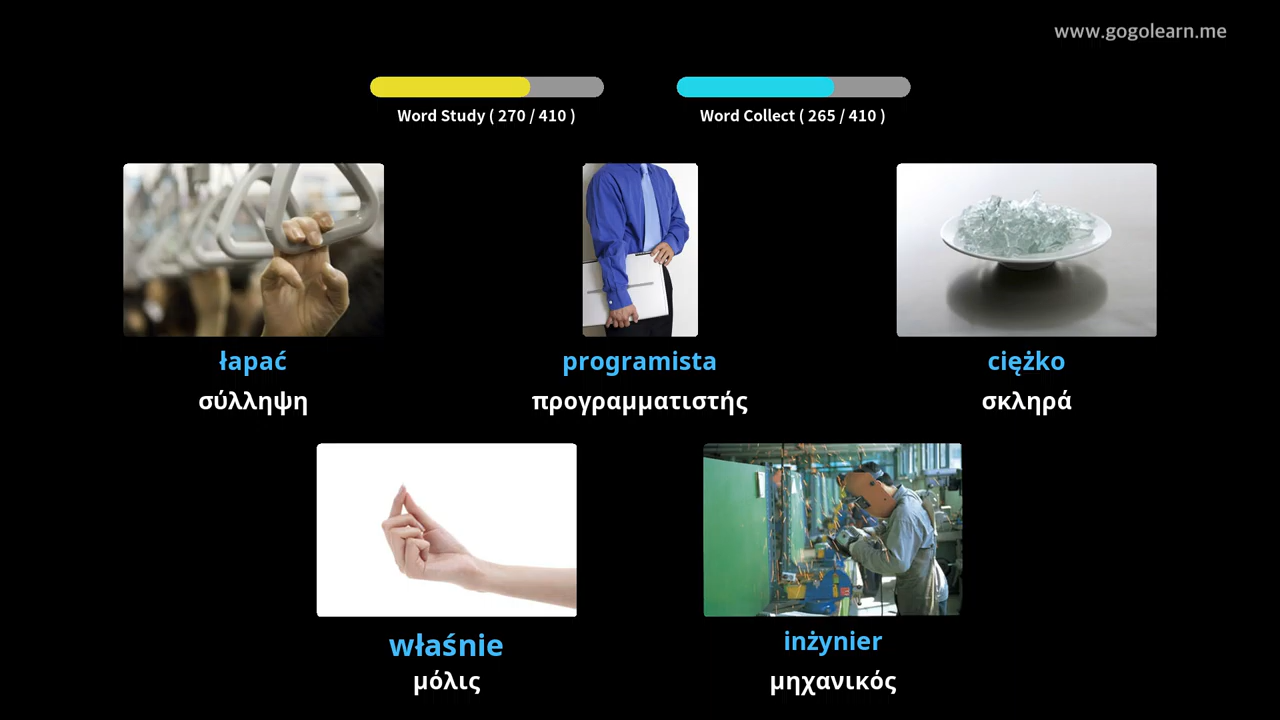 www.gogolearn.me
Word Study ( 270 / 410 )
Word Collect ( 265 / 410 )
łapać
programista
ciężko
σύλληψη
προγραμματιστής
σκληρά
właśnie
inżynier
μόλις
μηχανικός